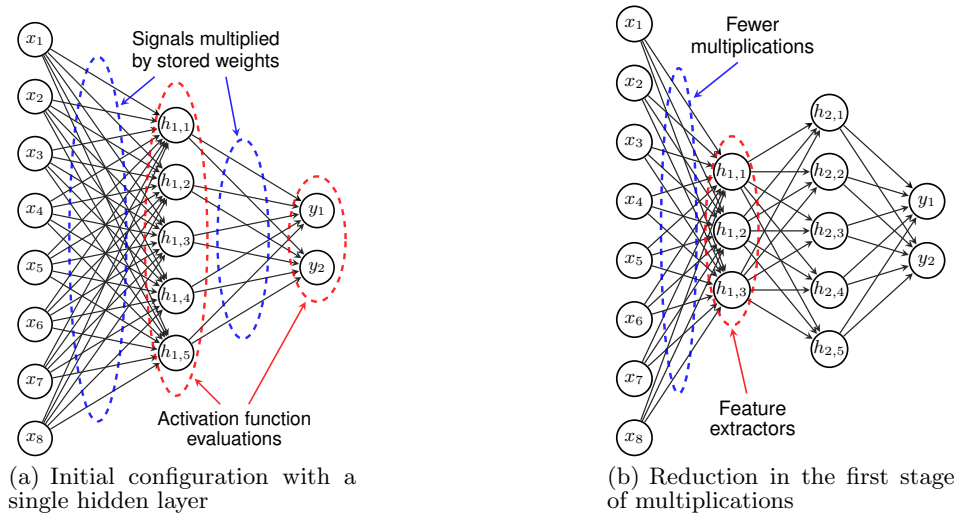 x1
x2
x3
x4
x5
x6
x7
x8
Signals multiplied
by stored weights
h1,1
h1,2
h1,3
h1,4
h1,5
y1
y2
Activation function
evaluations
(a) Initial configuration with a
single hidden layer
x1
x2
x3
x4
x5
x6
x7
x8
Fewer
multiplications
h1,1
h1,2
h1,3
h2,1
h2,2
h2,3
h2,4
h2,5
y1
y2
Feature
extractors
(b) Reduction in the first stage
of multiplications